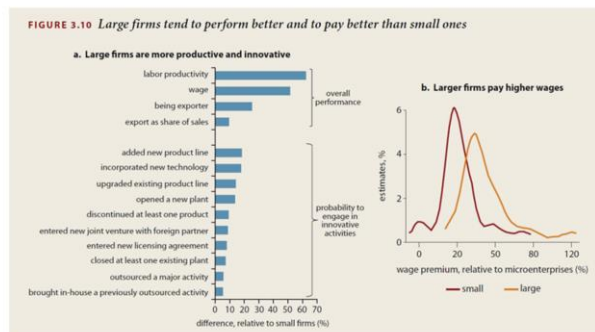 FIGURE 3.10 Large firms tend to perform better and to pay better than small ones
a. Large firms are more productive and innovative
labor productivity
wage
being exporter
export as share of sales
overall
performance
added new product line
incorporated new technology
upgraded existing product line
opened a new plant
discontinued at least one product
entered new joint venture with foreign partner
entered new licensing agreement
closed at least one existing plant
outsourced a major activity
brought in-house a previously outsourced activity
probability to
engage in
innovative
activities
0 10 20 30 40 50 60 70
difference, relative to small firms (%)
b. Larger firms pay higher wages
estimates, %
6
4
2
0
0 20 50 80 120
wage premium, relative to microenterprises (%)
small large